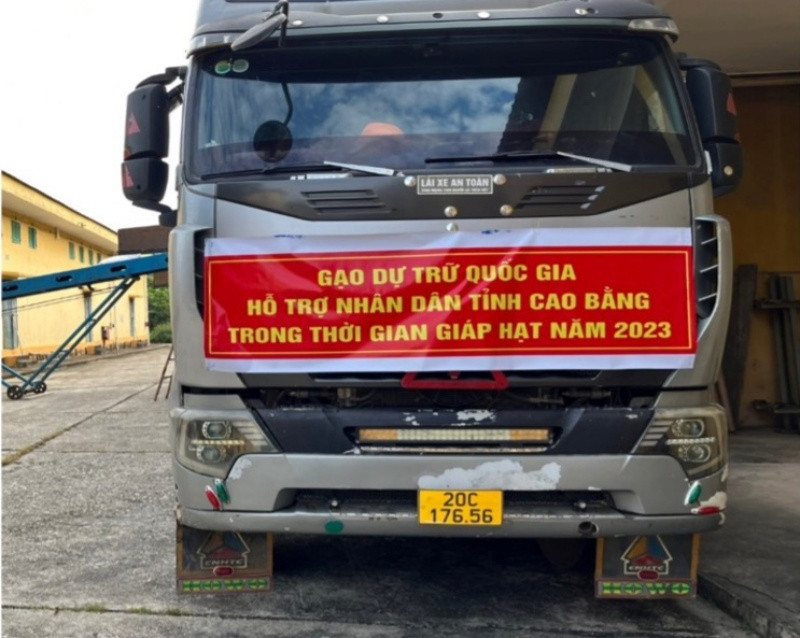 LÁI XE AN TOÀN
GẠO DỰ TRỮ QUỐC GIA
HỖ TRỢ NHÂN DÂN TỈNH CAO BẰNG
TRONG THỜI GIAN GIÁP HẠT NĂM 2023
20C
176.56
HOWO
HOWO